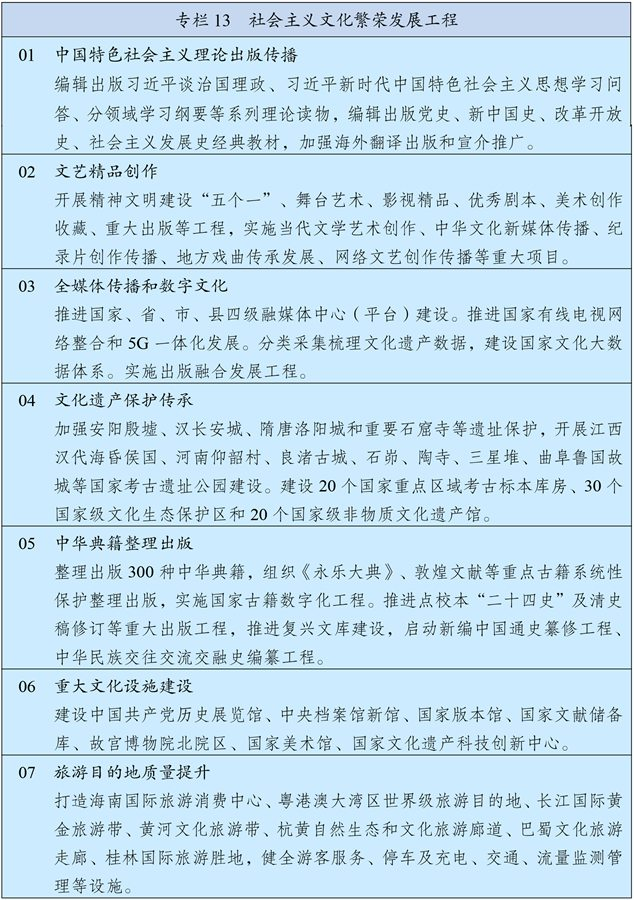 专栏 13 社会主义文化繁荣发展工程
01 中国特色社会主义理论出版传播
编辑出版习近平谈治国理政、习近平新时代中国特色社会主义思想学习问
答、分领域学习纲要等系列理论读物，编辑出版党史、新中国史、改革开放
史、社会主义发展史经典教材，加强海外翻译出版和宣介推广。
02 文艺精品创作
开展精神文明建设“五个一”、舞台艺术、影视精品、优秀剧本、美术创作
收藏、重大出版等工程，实施当代文学艺术创作、中华文化新媒体传播、纪
录片创作传播、地方戏曲传承发展、网络文艺创作传播等重大项目。
03 全媒体传播和数字文化
推进国家、省、市、县四级融媒体中心（平台）建设。推进国家有线电视网
络整合和 5G 一体化发展。分类采集梳理文化遗产数据，建设国家文化大数
据体系。实施出版融合发展工程。
04 文化遗产保护传承
加强安阳殷墟、汉长安城、隋唐洛阳城和重要石窟寺等遗址保护，开展江西
汉代海昏侯国、河南仰韶村、良渚古城、石峁、陶寺、三星堆、曲阜鲁国故
城等国家考古遗址公园建设。建设 20 个国家重点区域考古标本库房、30 个
国家级文化生态保护区和 20 个国家级非物质文化遗产馆。
05 中华典籍整理出版
整理出版 300 种中华典籍，组织《永乐大典》、敦煌文献等重点古籍系统性
保护整理出版，实施国家古籍数字化工程。推进点校本“二十四史”及清史
稿修订等重大出版工程，推进复兴文库建设，启动新编中国通史纂修工程、
中华民族交往交流交融史编纂工程。
06 重大文化设施建设
建设中国共产党历史展览馆、中央档案馆新馆、国家版本馆、国家文献储备
库、故宫博物院北院区、国家美术馆、国家文化遗产科技创新中心。
07 旅游目的地质量提升
打造海南国际旅游消费中心、粤港澳大湾区世界级旅游目的地、长江国际黄
金旅游带、黄河文化旅游带、杭黄自然生态和文化旅游廊道、巴蜀文化旅游
走廊、桂林国际旅游胜地，健全游客服务、停车及充电、交通、流量监测管
理等设施。